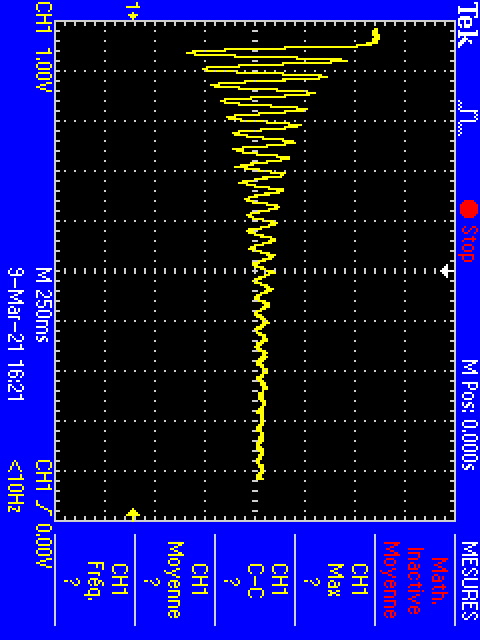 Tek Stop M Pos: 0.000s MESURES
Math.
Inactive
Moyenne
CH1
Max
?
CH1
C-C
?
CH1
Moyenne
?
CH1
Fréq.
?
1
CH1 1.00V M 250ms CH1 / 0.00V
9-Mar-21 16:21 <10Hz